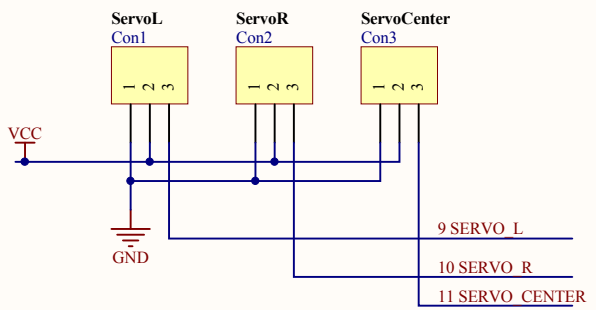 ServoL ServoR ServoCenter
Con1 Con2 Con3
1 2 3 1 2 3 1 2 3
VCC
9 SERVO_L
GND
10 SERVO_R
11 SERVO_CENTER